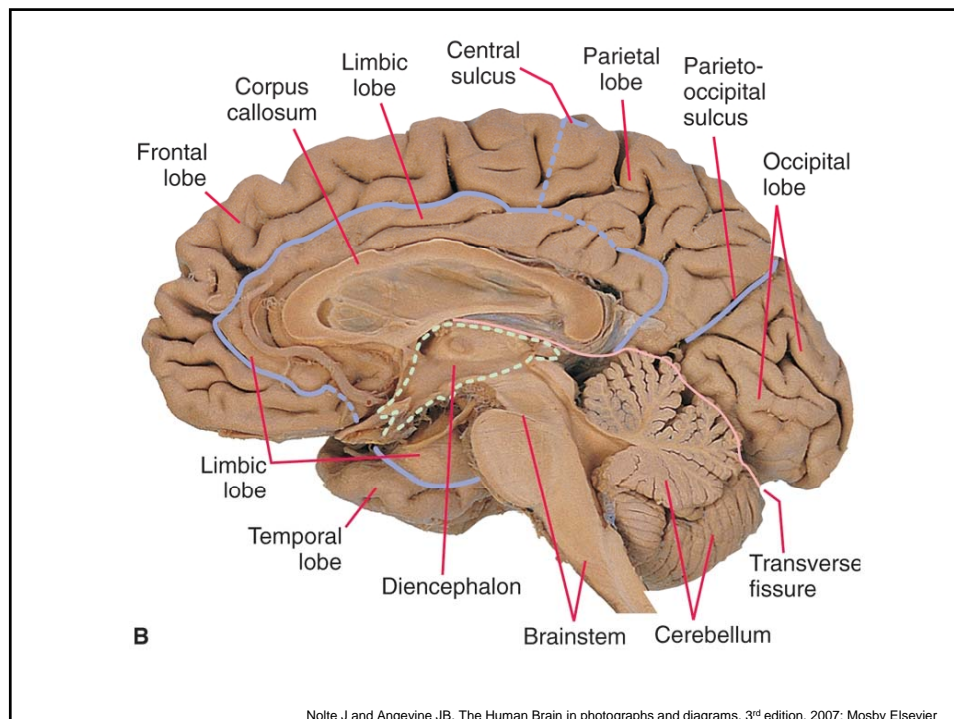 Central
sulcus
Parietal
lobe
Limbic
lobe
Parieto-
occipital
sulcus
Corpus
callosum
Frontal
lobe
Occipital
lobe
Limbic
lobe
Temporal
lobe
Diencephalon
Transverse
fissure
Brainstem
Cerebellum
B
Nolte J and Angevine JB. The Human Brain in photographs and diagrams, 3rd edition, 2007; Mosby Elsevier